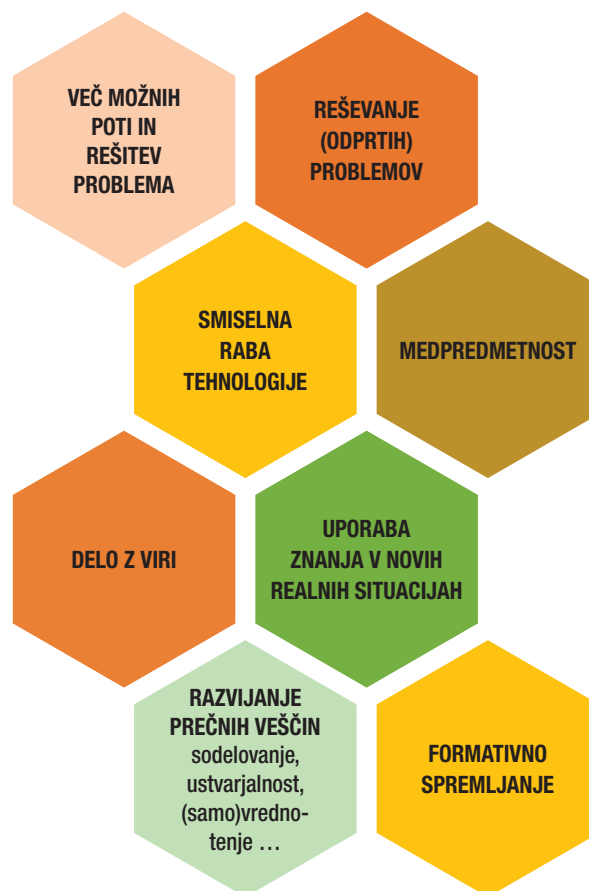 VEČ MOŽNIH
POTI IN
REŠITEV
PROBLEMA
REŠEVANJE
(ODPRTIH)
PROBLEMOV
SMISELNA
RABA
TEHNOLOGIJE
MEDPREDMETNOST
DELO Z VIRI
UPORABA
ZNANJA V NOVIH
REALNIH SITUACIJAH
RAZVIJANJE
PREČNIH VEŠČIN
sodelovanje,
ustvarjalnost,
(samo)vredno-
tenje …
FORMATIVNO
SPREMLJANJE